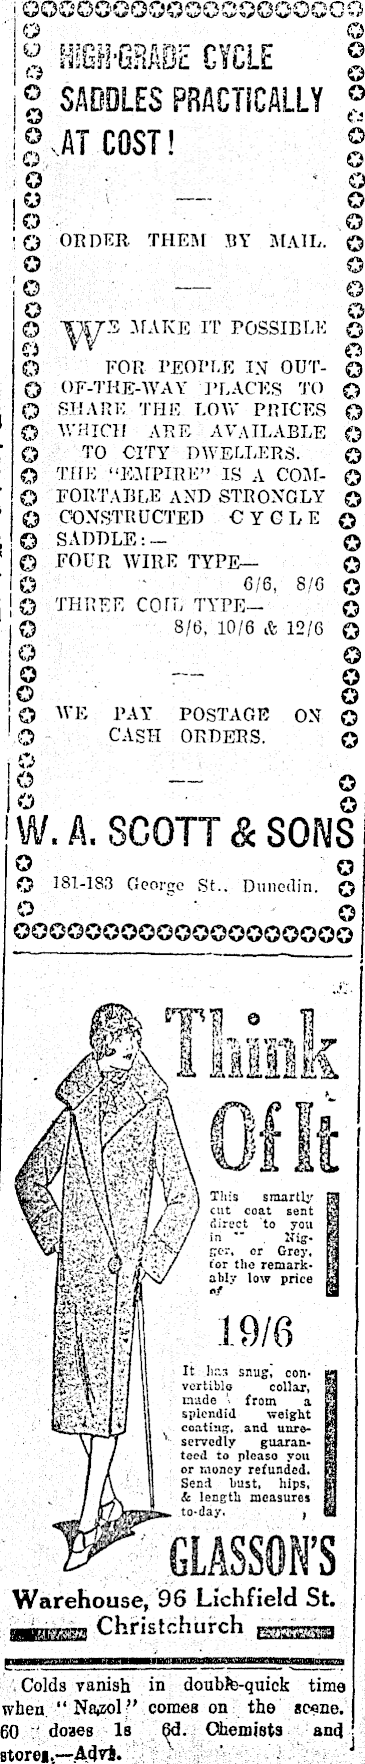 HIGH-GRADE CYCLE
SADDLES PRACTICALLY
AT COST!
ORDER THEM BY MAIL.
WE MAKE IT POSSIBLE
FOR PEOPLE IN OUT-
OF-THE-WAY PLACES TO
SHARE THE LOW PRICES
WHICH ARE AVAILABLE
TO CITY DWELLERS.
THE "EMPIRE" IS A COM-
FORTABLE AND STRONGLY
CONSTRUCTED CYCLE
SADDLE:—
FOUR WIRE TYPE—
6/6, 8/6
THREE COIL TYPE—
8/6, 10/6 & 12/6
WE PAY POSTAGE ON
CASH ORDERS.
W. A. SCOTT & SONS
181-183 George St., Dunedin.
Think
Of It
This smartly
cut coat sent
direct to you
in Nig-
ger, or Grey,
for the remark-
ably low price
of
19/6
It has snug, con-
vertible collar,
made from a
splendid weight
coating, and unre-
servedly guaran-
teed to please you
or money refunded.
Send bust, hips,
& length measures
to-day.
GLASSON'S
Warehouse, 96 Lichfield St.
Christchurch
Colds vanish in double-quick time
when "Nazol" comes on the scene.
60 doses 1s 6d. Chemists and
stores.—Advt.